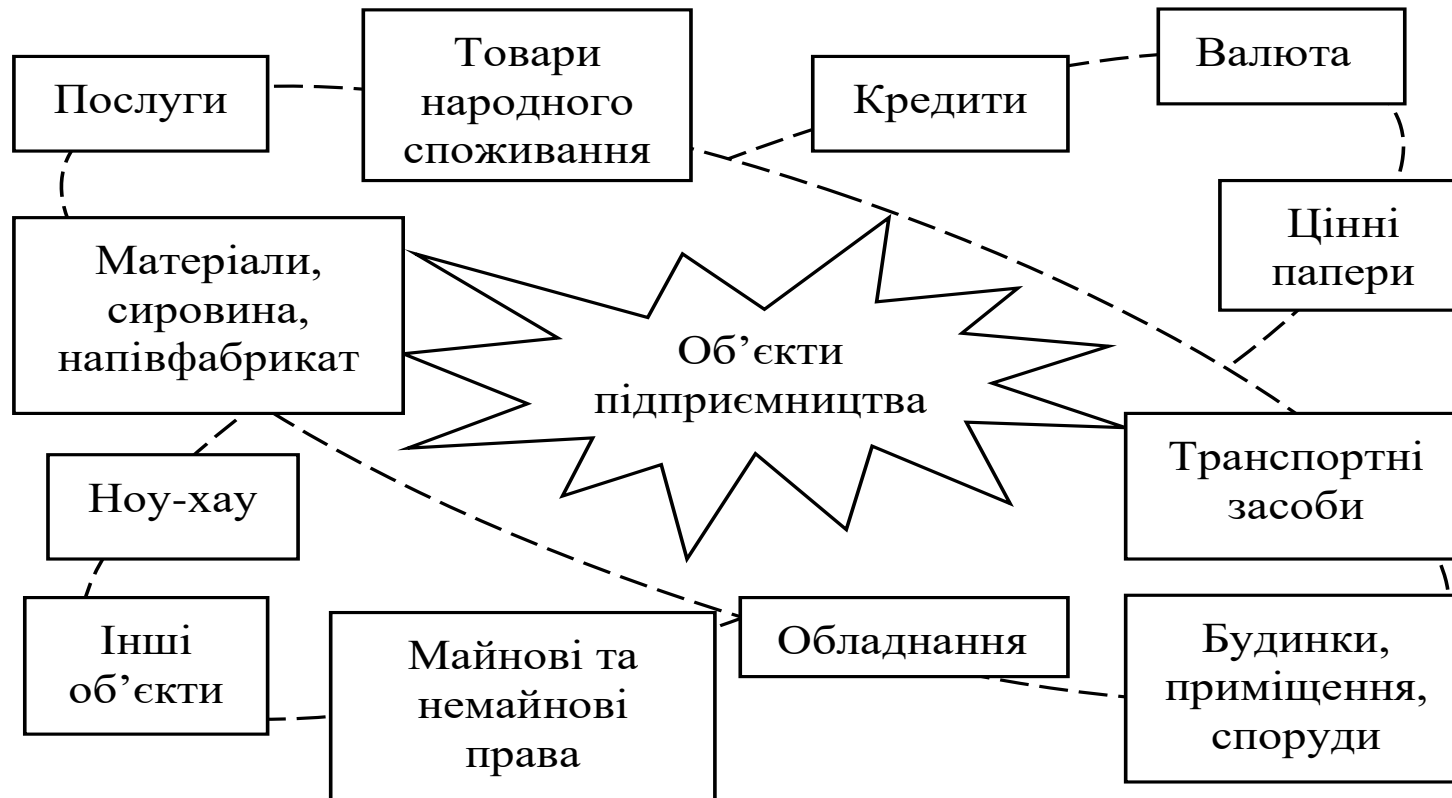 Послуги
Товари
народного
споживання
Кредити
Валюта
Матеріали,
сировина,
напівфабрикат
Об’єкти
підприємництва
Цінні
папери
Ноу-хау
Транспортні
засоби
Інші
об’єкти
Майнові та
немайнові
права
Обладнання
Будинки,
приміщення,
споруди